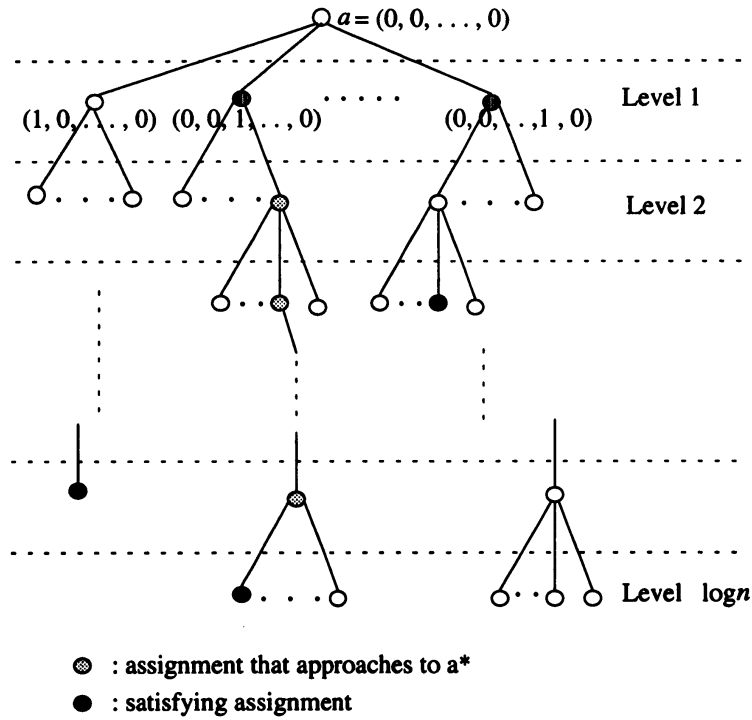 a = (0, 0, . . . , 0)
Level 1
(1, 0, . . . , 0) (0, 0, 1, . . , 0) (0, 0, . . , 1 , 0)
Level 2
Level logn
: assignment that approaches to a*
: satisfying assignment